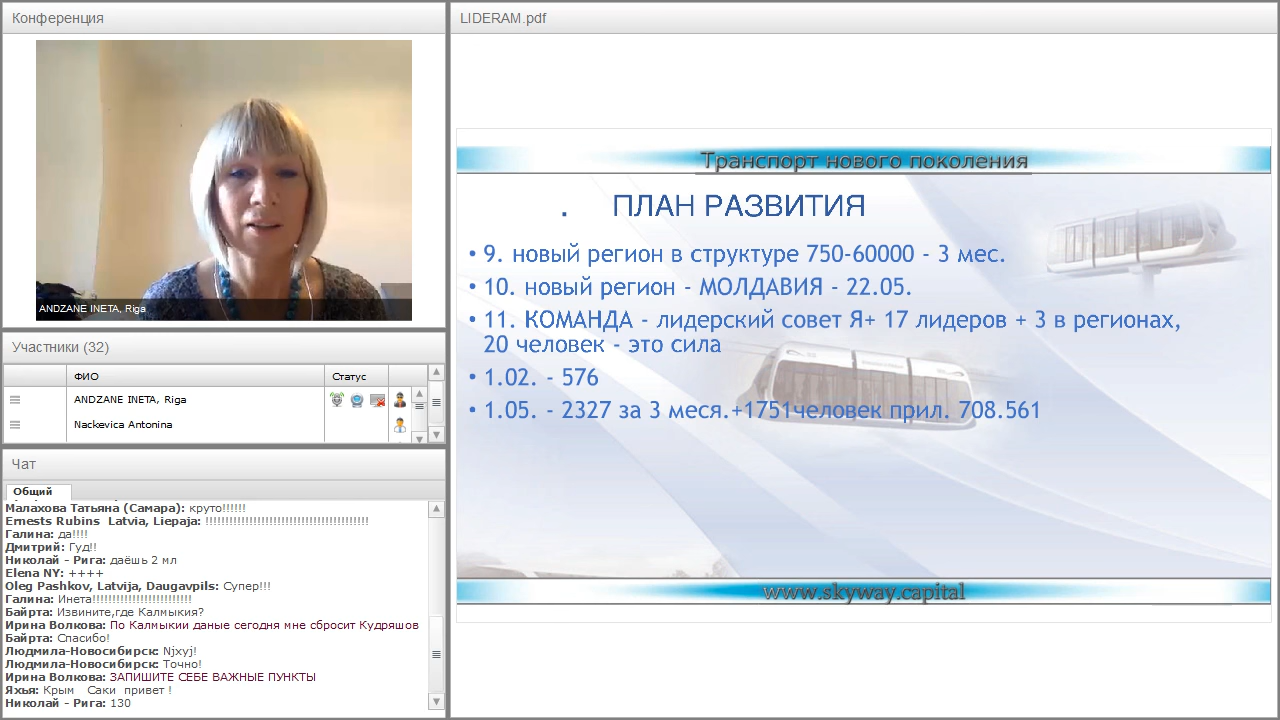 Конференция
ANDZANE INETA, Riga
Участники (32)
ФИО
Статус
ANDZANE INETA, Riga
Nackevica Antonina
Чат
Общий
Малахова Татьяна (Самара): круто!!!!!!
Ernests Rubins Latvia, Liepaja: !!!!!!!!!!!!!!!!!!!!!!!!!!!!!!!!!!!!!!!!!
Галина: да!!!!
Дмитрий: Гуд!!
Николай - Рига: даёшь 2 мл
Elena NY: ++++
Oleg Pashkov, Latvija, Daugavpils: Супер!!!
Галина: Инета!!!!!!!!!!!!!!!!!!!!!!!!!
Байрта: Извините,где Калмыкия?
Ирина Волкова: По Калмыкии даные сегодня мне сбросит Кудряшов
Байрта: Спасибо!
Людмила-Новосибирск: Njxyj!
Людмила-Новосибирск: Точно!
Ирина Волкова: ЗАПИШИТЕ СЕБЕ ВАЖНЫЕ ПУНКТЫ
Яхья: Крым Саки привет !
Николай - Рига: 130
LIDERAM.pdf
Транспорт нового поколения
. ПЛАН РАЗВИТИЯ
• 9. новый регион в структуре 750-60000 - 3 мес.
• 10. новый регион - МОЛДАВИЯ - 22.05.
• 11. КОМАНДА - лидерский совет Я+ 17 лидеров + 3 в регионах,
20 человек - это сила
• 1.02. - 576
• 1.05. - 2327 за 3 меся.+1751человек прил. 708.561
www.skyway.capital